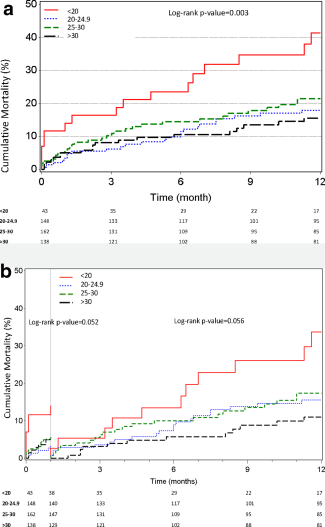 a
<20
20-24.9
25-30
>30
Log-rank p-value=0.003
Cumulative Mortality (%)
50
40
30
20
10
0
0 3 6 9 12
Time (month)
<20 43 35 29 22 17
20-24.9 148 133 117 101 95
25-30 162 131 109 95 85
>30 138 121 102 88 81
b
<20
20-24.9
25-30
>30
Log-rank p-value=0.052
Log-rank p-value=0.056
Cumulative Mortality (%)
50
40
30
20
10
0
0 1 3 6 9 12
Time (month)
<20 43 38 35 29 22 17
20-24.9 148 140 133 117 101 95
25-30 162 147 131 109 95 85
>30 138 129 121 102 88 81